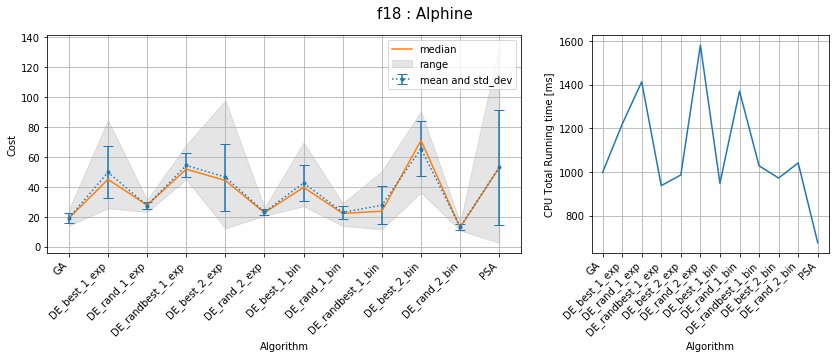 f18 : Alphine
140
120
100
80
60
40
20
0
Cost
median
range
mean and std_dev
GA
DE_best_1_exp
DE_rand_1_exp
DE_randbest_1_exp
DE_best_2_exp
DE_rand_2_exp
DE_best_1_bin
DE_rand_1_bin
DE_randbest_1_bin
DE_best_2_bin
DE_rand_2_bin
PSA
Algorithm
1600
1400
1200
1000
800
CPU Total Running time [ms]
GA
DE_best_1_exp
DE_rand_1_exp
DE_randbest_1_exp
DE_best_2_exp
DE_rand_2_exp
DE_best_1_bin
DE_rand_1_bin
DE_randbest_1_bin
DE_best_2_bin
DE_rand_2_bin
PSA
Algorithm